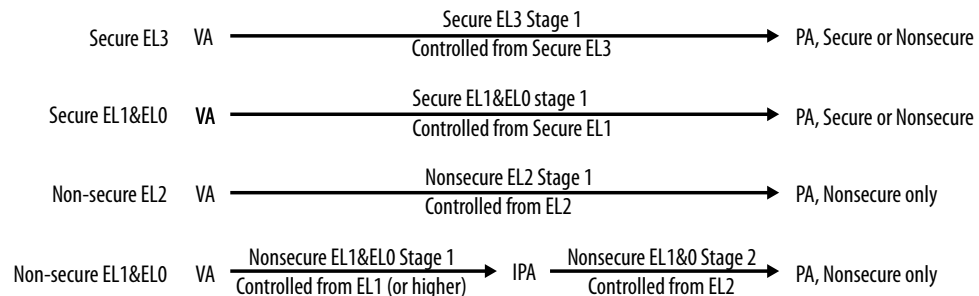 Secure EL3 VA Secure EL3 Stage 1 PA, Secure or Nonsecure
Controlled from Secure EL3
Secure EL1&EL0 VA Secure EL1&EL0 stage 1 PA, Secure or Nonsecure
Controlled from Secure EL1
Non-secure EL2 VA Nonsecure EL2 Stage 1 PA, Nonsecure only
Controlled from EL2
Non-secure EL1&EL0 VA Nonsecure EL1&EL0 Stage 1 IPA Nonsecure EL1&0 Stage 2 PA, Nonsecure only
Controlled from EL1 (or higher) Controlled from EL2